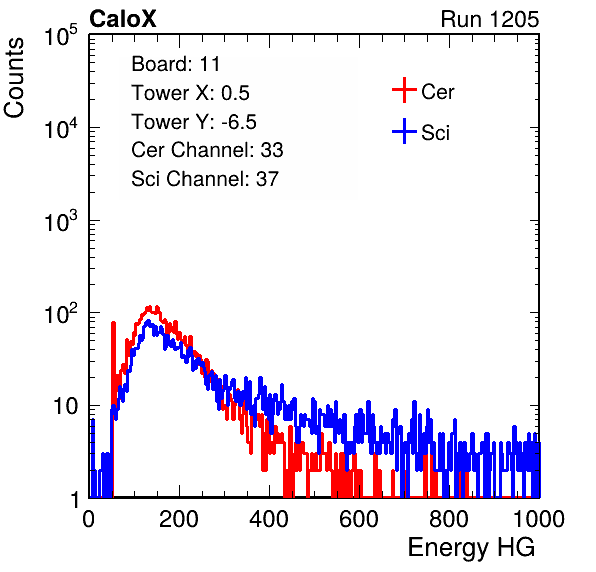 CaloX Run 1205
Counts
Board: 11
Tower X: 0.5
Tower Y: -6.5
Cer Channel: 33
Sci Channel: 37
Cer
Sci
10^5
10^4
10^3
10^2
10
1
0 200 400 600 800 1000
Energy HG